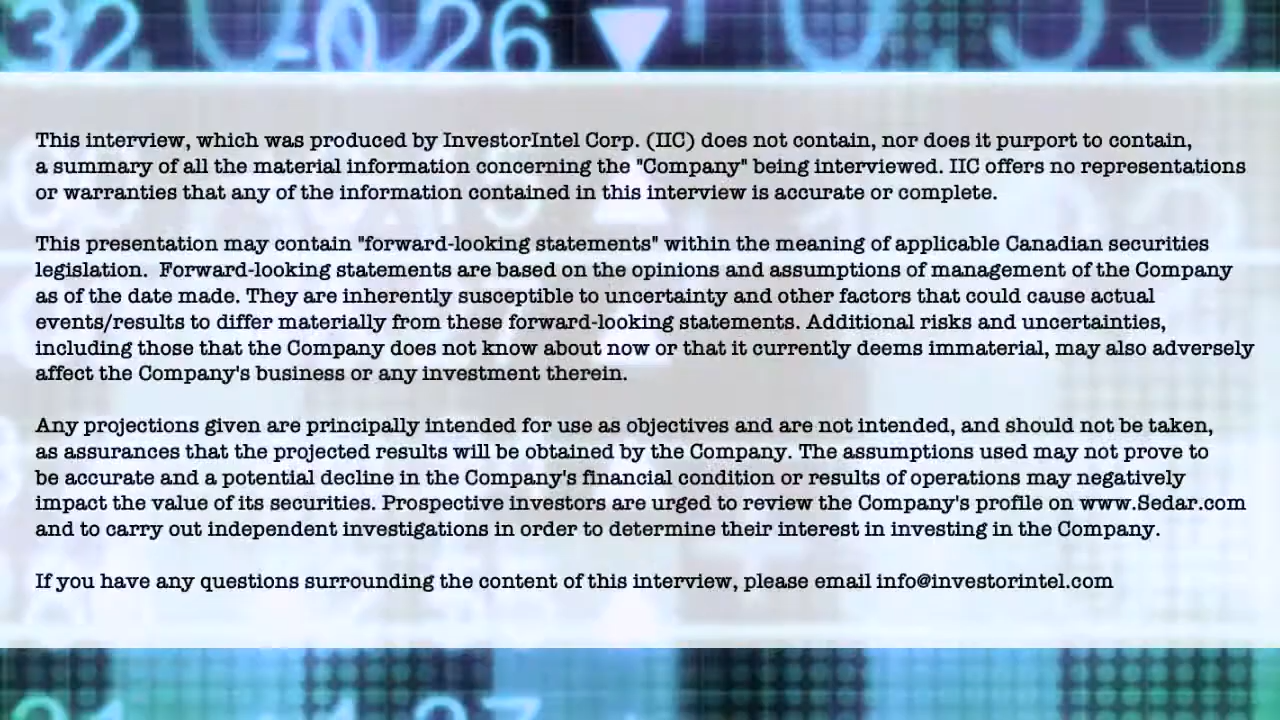 32 -0.26 ▼ 0.55
This interview, which was produced by InvestorIntel Corp. (IIC) does not contain, nor does it purport to contain,
a summary of all the material information concerning the "Company" being interviewed. IIC offers no representations
or warranties that any of the information contained in this interview is accurate or complete.
This presentation may contain "forward-looking statements" within the meaning of applicable Canadian securities
legislation.  Forward-looking statements are based on the opinions and assumptions of management of the Company
as of the date made. They are inherently susceptible to uncertainty and other factors that could cause actual
events/results to differ materially from these forward-looking statements. Additional risks and uncertainties,
including those that the Company does not know about now or that it currently deems immaterial, may also adversely
affect the Company's business or any investment therein.
Any projections given are principally intended for use as objectives and are not intended, and should not be taken,
as assurances that the projected results will be obtained by the Company. The assumptions used may not prove to
be accurate and a potential decline in the Company's financial condition or results of operations may negatively
impact the value of its securities. Prospective investors are urged to review the Company's profile on www.Sedar.com
and to carry out independent investigations in order to determine their interest in investing in the Company.
If you have any questions surrounding the content of this interview, please email info@investorintel.com